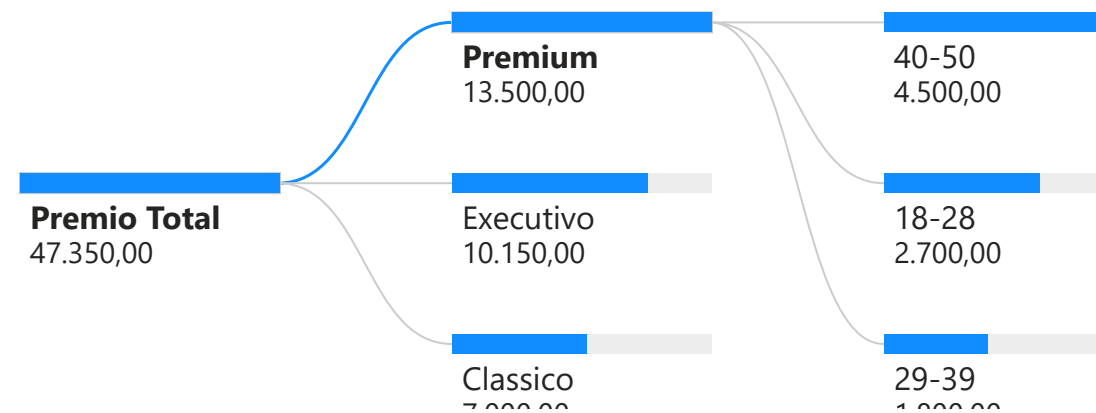 Premium
13.500,00
40-50
4.500,00
Premio Total
47.350,00
Executivo
10.150,00
18-28
2.700,00
Classico
29-39